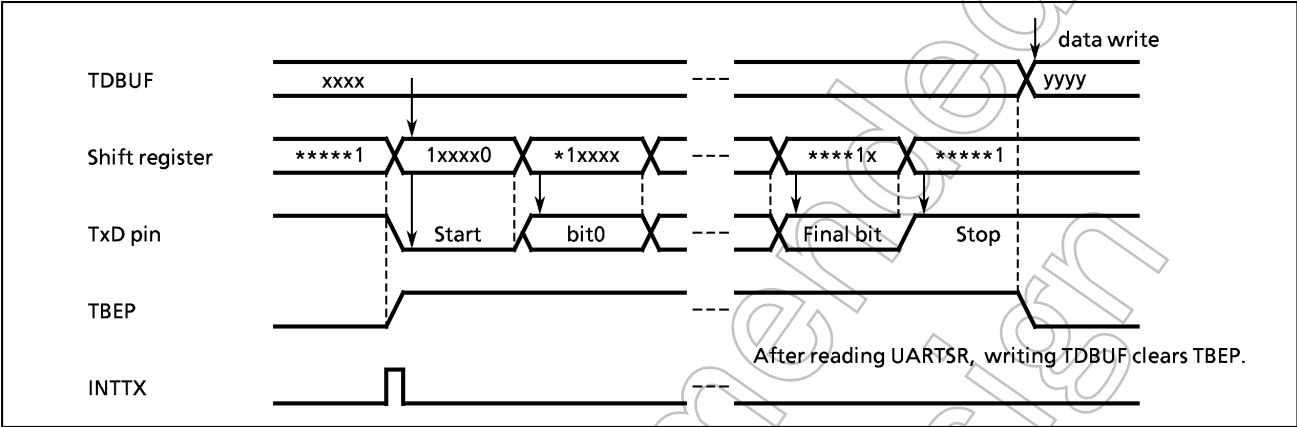 data write
TDBUF xxxx yyyy
Shift register *****1 1xxxx0 *1xxxx ****1x *****1
TxD pin Start bit0 Final bit Stop
TBEP
After reading UARTSR, writing TDBUF clears TBEP.
INTTX